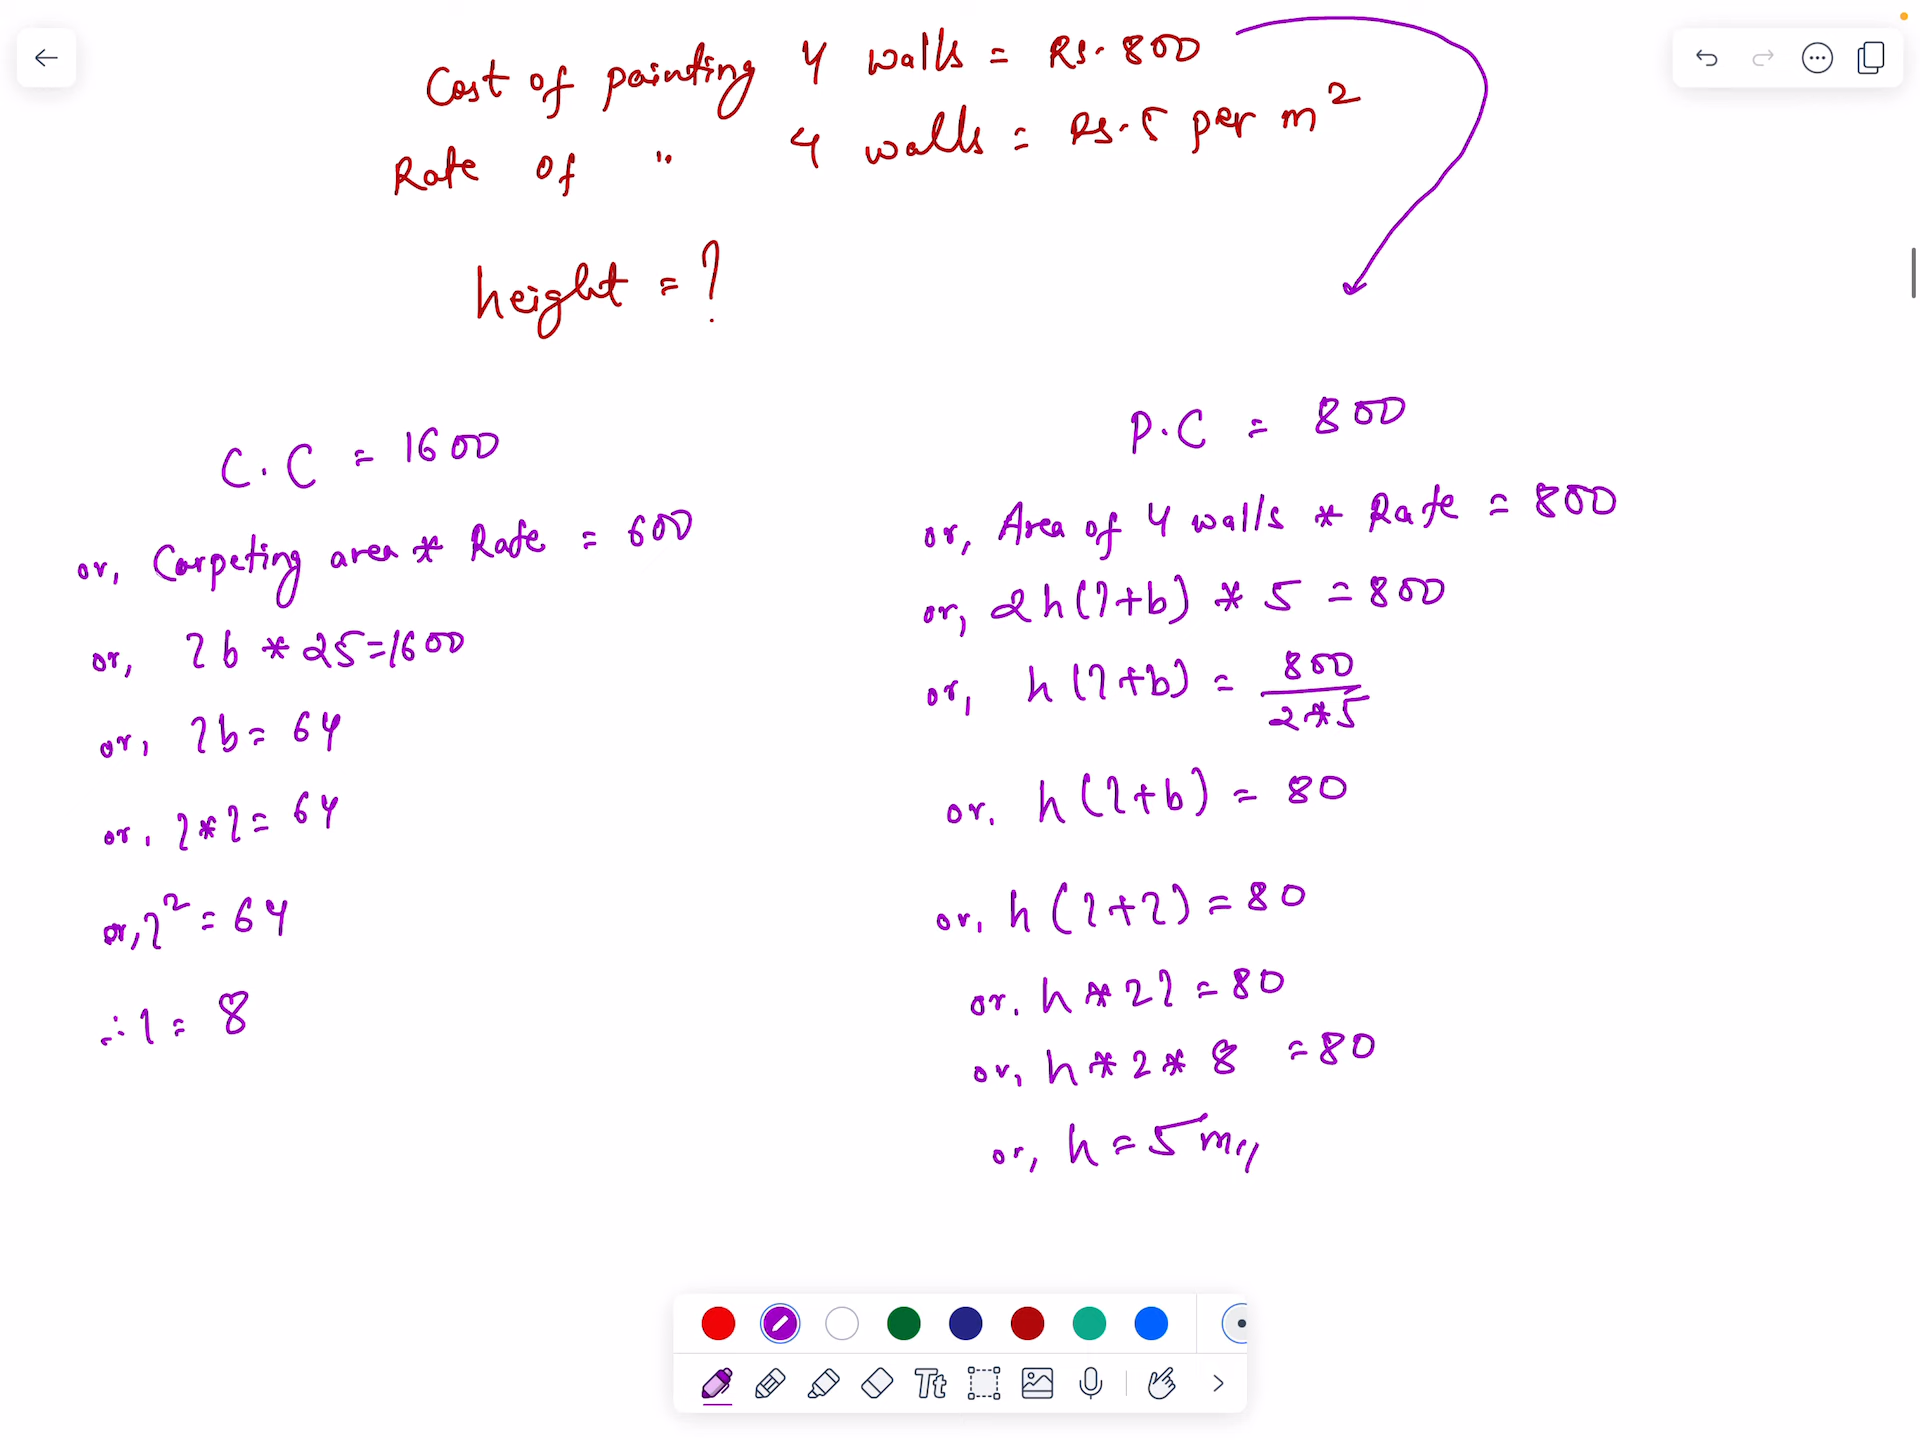 Cost of painting 4 walls = Rs. 800
Rate of " 4 walls = Rs. 5 per m²
height = ?
C.C = 1600
or, Carpeting area * Rate = 600
or, lb * 25 = 1600
or, lb = 64
or, l * l = 64
or, l² = 64
∴ l = 8
P.C = 800
or, Area of 4 walls * Rate = 800
or, 2h(l+b) * 5 = 800
or, h(l+b) = 800 / 2*5
or, h(l+b) = 80
or, h(l+l) = 80
or, h * 2l = 80
or, h * 2 * 8 = 80
or, h = 5 m//
Tt